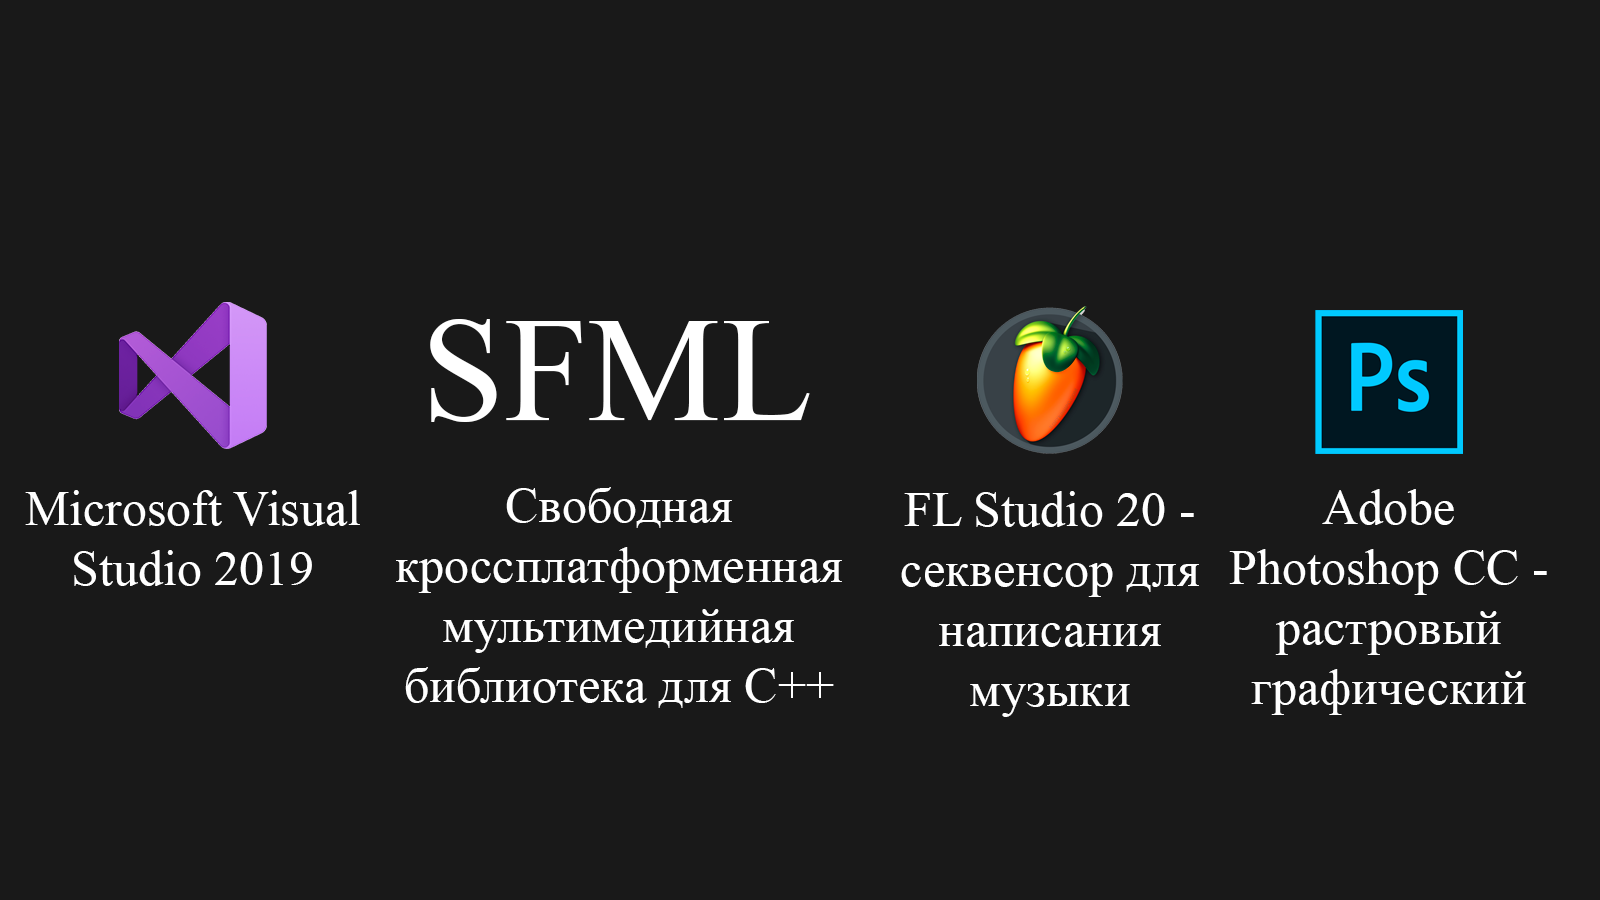 SFML
Ps
Microsoft Visual
Studio 2019
Свободная
кроссплатформенная
мультимедийная
библиотека для C++
FL Studio 20 -
секвенсор для
написания
музыки
Adobe
Photoshop CC -
растровый
графический